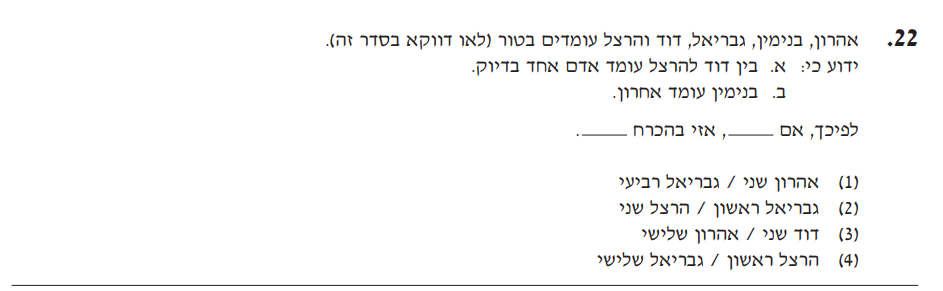 22. אהרון, בנימין, גבריאל, דוד והרצל עומדים בטור (לאו דווקא בסדר זה).
ידוע כי: א. בין דוד להרצל עומד אדם אחד בדיוק.
ב. בנימין עומד אחרון.
לפיכך, אם _____, אזי בהכרח _____.
(1) אהרון שני / גבריאל רביעי
(2) גבריאל ראשון / הרצל שני
(3) דוד שני / אהרון שלישי
(4) הרצל ראשון / גבריאל שלישי